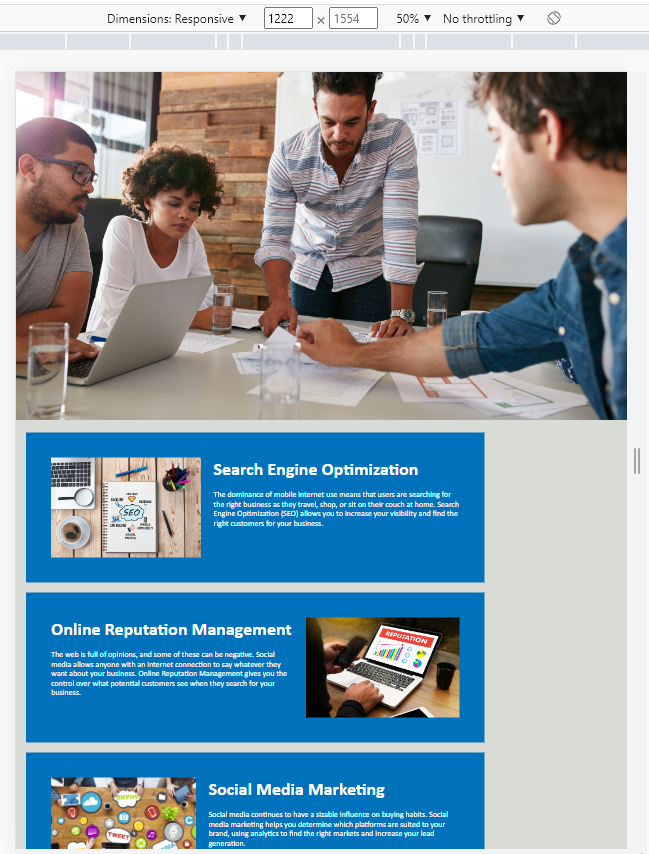 Dimensions: Responsive ▼ 1222 × 1554 50% ▼ No throttling ▼
Search Engine Optimization
The dominance of mobile internet use means that users are searching for
the right business as they travel, shop, or sit on their couch at home. Search
Engine Optimization (SEO) allows you to increase your visibility and find the
right customers for your business.
SEO
Online Reputation Management
The web is full of opinions, and some of these can be negative. Social
media allows anyone with an internet connection to say whatever they
want about your business. Online Reputation Management gives you the
control over what potential customers see when they search for your
business.
REPUTATION
Social Media Marketing
Social media continues to have a sizable influence on buying habits. Social
media marketing helps you determine which platforms are suited to your
brand, using analytics to find the right markets and increase your lead
generation.
SHARE
TWEET